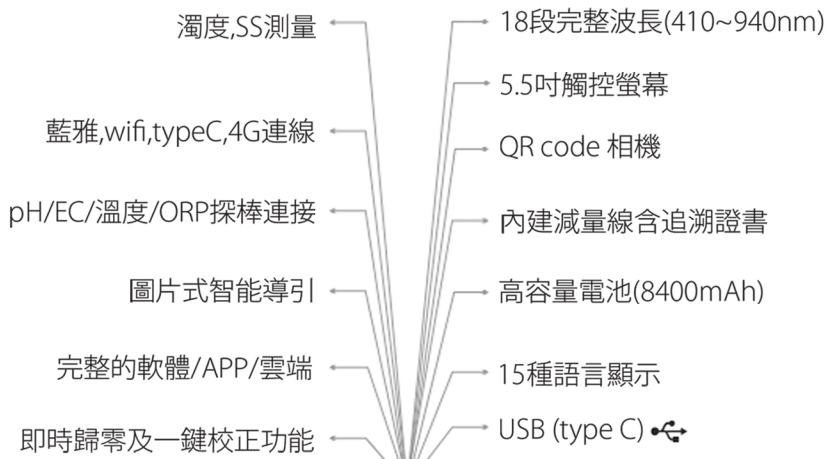 濁度,SS測量
藍雅,wifi,typeC,4G連線
pH/EC/溫度/ORP探棒連接
圖片式智能導引
完整的軟體/APP/雲端
即時歸零及一鍵校正功能
18段完整波長(410~940nm)
5.5吋觸控螢幕
QR code 相機
內建減量線含追溯證書
高容量電池(8400mAh)
15種語言顯示
USB (type C)